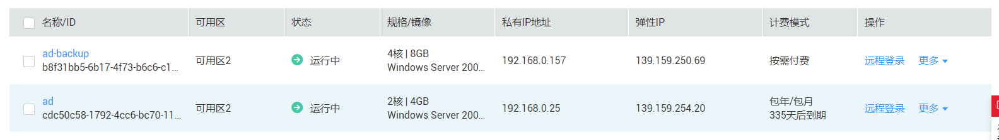 名称/ID 可用区 状态 规格/镜像 私有IP地址 弹性IP 计费模式 操作
ad-backup
b8f31bb5-6b17-4f73-b6c6-c1...
可用区2
运行中
4核 | 8GB
Windows Server 200...
192.168.0.157
139.159.250.69
按需付费
远程登录 更多
ad
cdc50c58-1792-4cc6-bc70-11...
可用区2
运行中
2核 | 4GB
Windows Server 200...
192.168.0.25
139.159.254.20
包年/包月
335天后到期
远程登录 更多